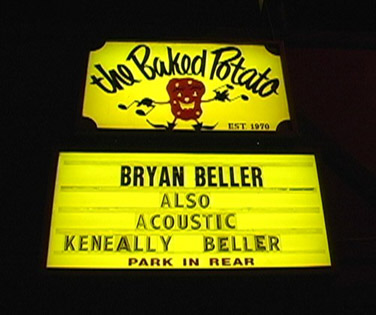 the Baked Potato
EST. 1970
BRYAN BELLER
ALSO
ACOUSTIC
KENEALLY BELLER
PARK IN REAR